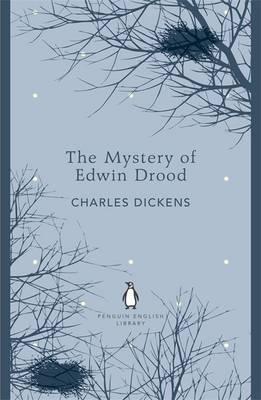 The Mystery of
Edwin Drood
CHARLES DICKENS
PENGUIN ENGLISH
LIBRARY